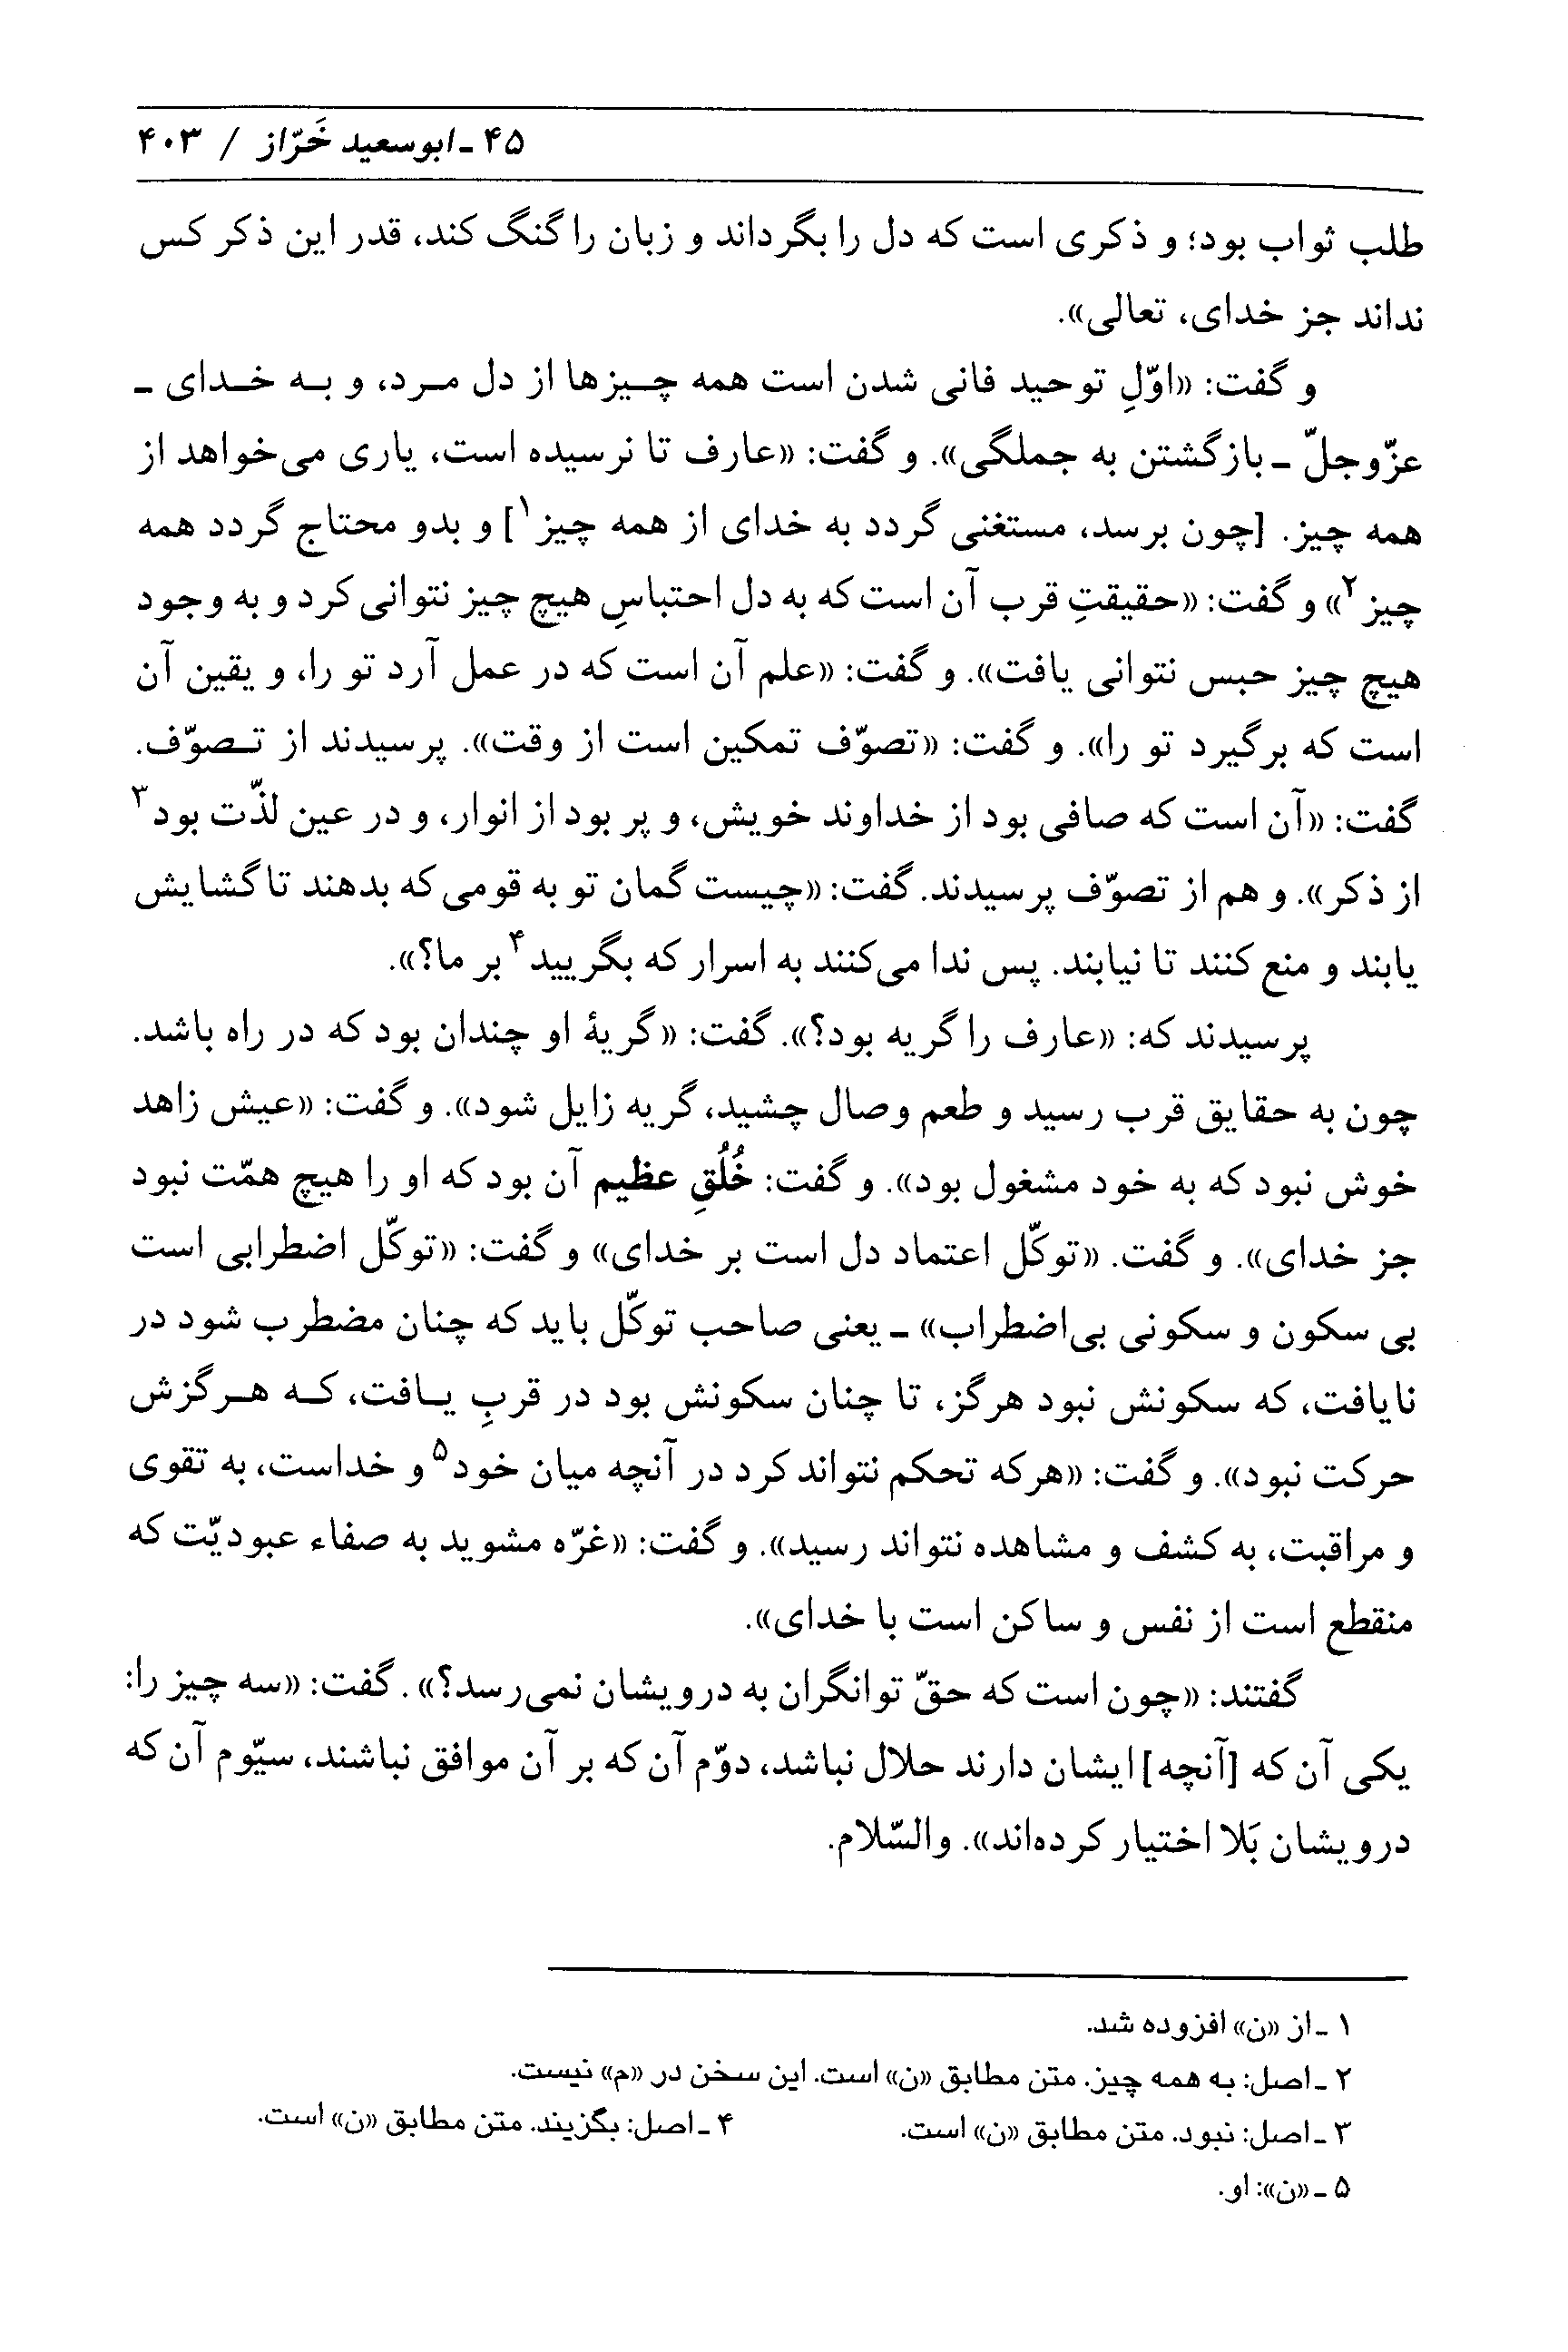 ۴۵ ـ ابوسعید خَرّاز / ۴۰۳
طلب ثواب بود؛ و ذکری است که دل را بگرداند و زبان را گنگ کند، قدر این ذکر کس
نداند جز خدای، تعالی».
و گفت: «اوّلِ توحید فانی شدن است همه چیزها از دل مرد، و به خدای ـ
عزّوجلّ ـ بازگشتن به جملگی». و گفت: «عارف تا نرسیده است، یاری می‌خواهد از
همه چیز. [چون برسد، مستغنی گردد به خدای از همه چیز۱] و بدو محتاج گردد همه
چیز۲» و گفت: «حقیقتِ قرب آن است که به دل احتباسِ هیچ چیز نتوانی کرد و به وجود
هیچ چیز حبس نتوانی یافت». و گفت: «علم آن است که در عمل آرد تو را، و یقین آن
است که برگیرد تو را». و گفت: «تصوّف تمکین است از وقت». پرسیدند از تصوّف.
گفت: «آن است که صافی بود از خداوند خویش، و پر بود از انوار، و در عین لذّت بود۳
از ذکر». و هم از تصوّف پرسیدند. گفت: «چیست گمان تو به قومی که بدهند تا گشایش
یابند و منع کنند تا نیابند. پس ندا می‌کنند به اسرار که بگریید۴ بر ما؟».
پرسیدند که: «عارف را گریه بود؟». گفت: «گریهٔ او چندان بود که در راه باشد.
چون به حقایق قرب رسید و طعم وصال چشید، گریه زایل شود». و گفت: «عیش زاهد
خوش نبود که به خود مشغول بود». و گفت: خُلُقِ عظیم آن بود که او را هیچ همّت نبود
جز خدای». و گفت. «توکّل اعتماد دل است بر خدای» و گفت: «توکّل اضطرابی است
بی سکون و سکونی بی‌اضطراب» ـ یعنی صاحب توکّل باید که چنان مضطرب شود در
نایافت، که سکونش نبود هرگز، تا چنان سکونش بود در قربِ یافت، که هرگزش
حرکت نبود». و گفت: «هرکه تحکم نتواند کرد در آنچه میان خود۵ و خداست، به تقوی
و مراقبت، به کشف و مشاهده نتواند رسید». و گفت: «غرّه مشوید به صفاء عبودیّت که
منقطع است از نفس و ساکن است با خدای».
گفتند: «چون است که حقّ توانگران به درویشان نمی‌رسد؟». گفت: «سه چیز را:
یکی آن که [آنچه] ایشان دارند حلال نباشد، دوّم آن که بر آن موافق نباشند، سیّوم آن که
درویشان بَلا اختیار کرده‌اند». والسّلام.
۱ ـ از «ن» افزوده شد.
۲ ـ اصل: به همه چیز. متن مطابق «ن» است. این سخن در «م» نیست.
۳ ـ اصل: نبود. متن مطابق «ن» است. ۴ ـ اصل: بگزیند. متن مطابق «ن» است.
۵ ـ «ن»: او.